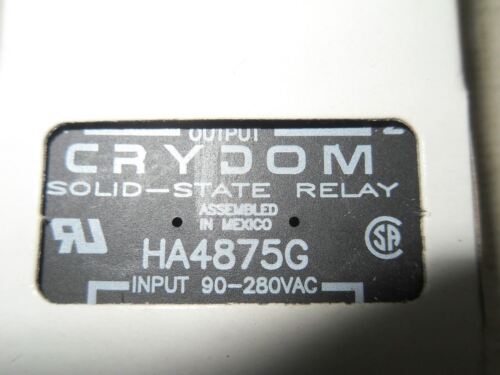 OUTPUT
CRYDOM
SOLID-STATE RELAY
ASSEMBLED
IN MEXICO
HA4875G
INPUT 90-280VAC